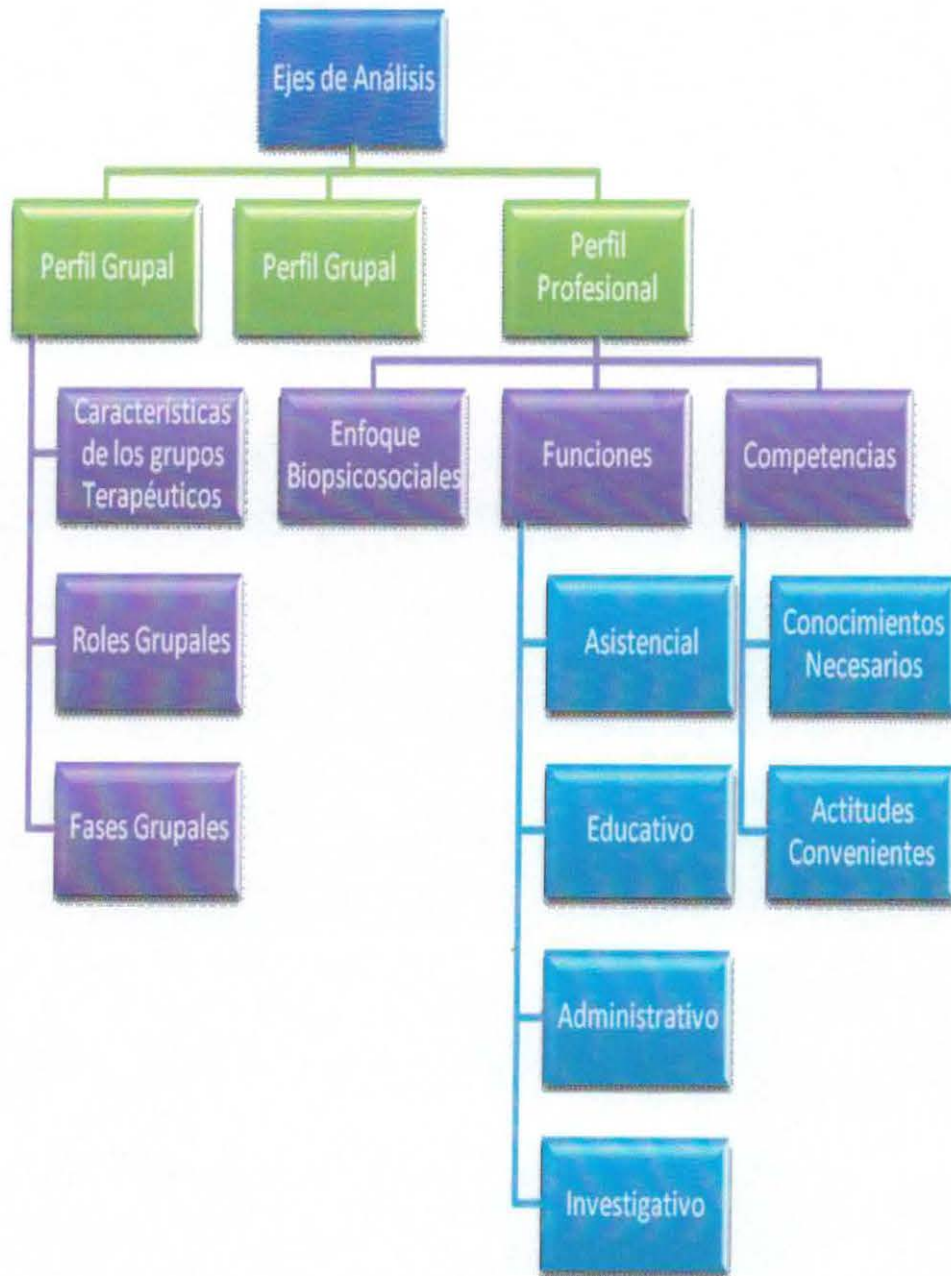 Ejes de Análisis
Perfil Grupal
Perfil Grupal
Perfil
Profesional
Características
de los grupos
Terapéuticos
Enfoque
Biopsicosociales
Funciones
Competencias
Roles Grupales
Asistencial
Conocimientos
Necesarios
Fases Grupales
Educativo
Actitudes
Convenientes
Administrativo
Investigativo